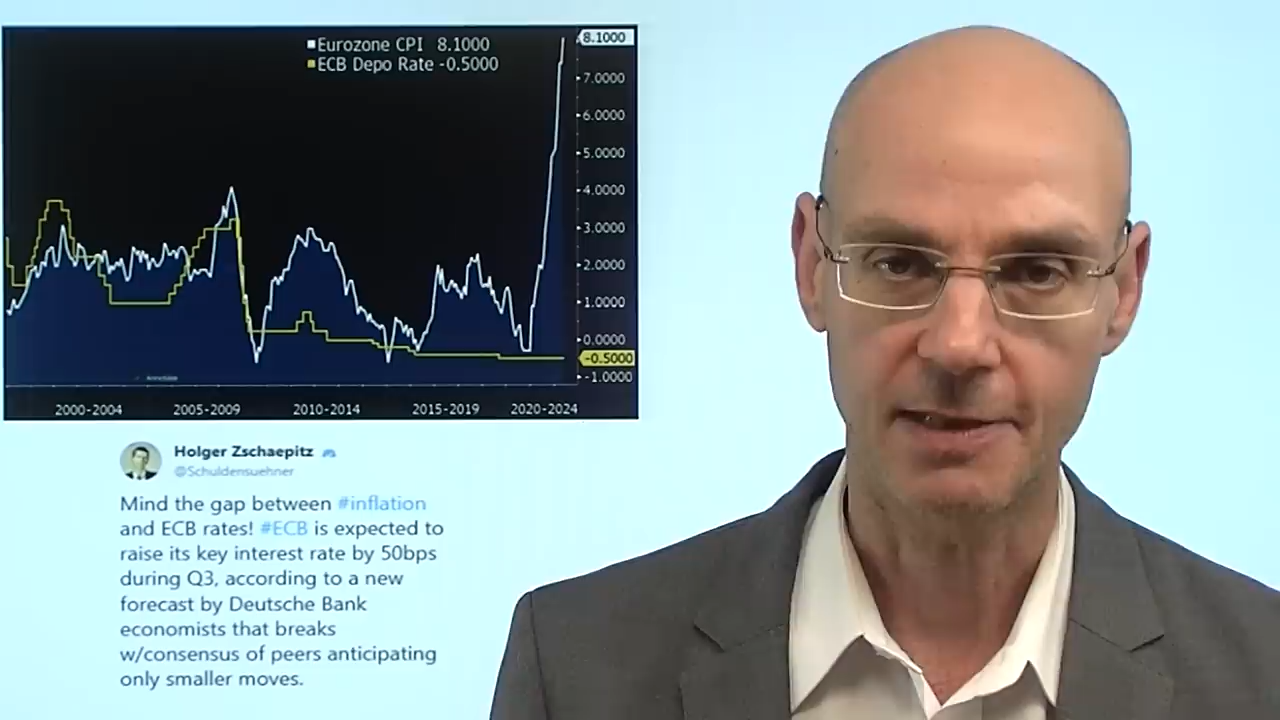 Eurozone CPI 8.1000
ECB Depo Rate -0.5000
8.1000
7.0000
6.0000
5.0000
4.0000
3.0000
2.0000
1.0000
0.0000
-0.5000
-1.0000
2000-2004 2005-2009 2010-2014 2015-2019 2020-2024
Holger Zschaepitz
@Schuldensuehner
Mind the gap between #inflation
and ECB rates! #ECB is expected to
raise its key interest rate by 50bps
during Q3, according to a new
forecast by Deutsche Bank
economists that breaks
w/consensus of peers anticipating
only smaller moves.